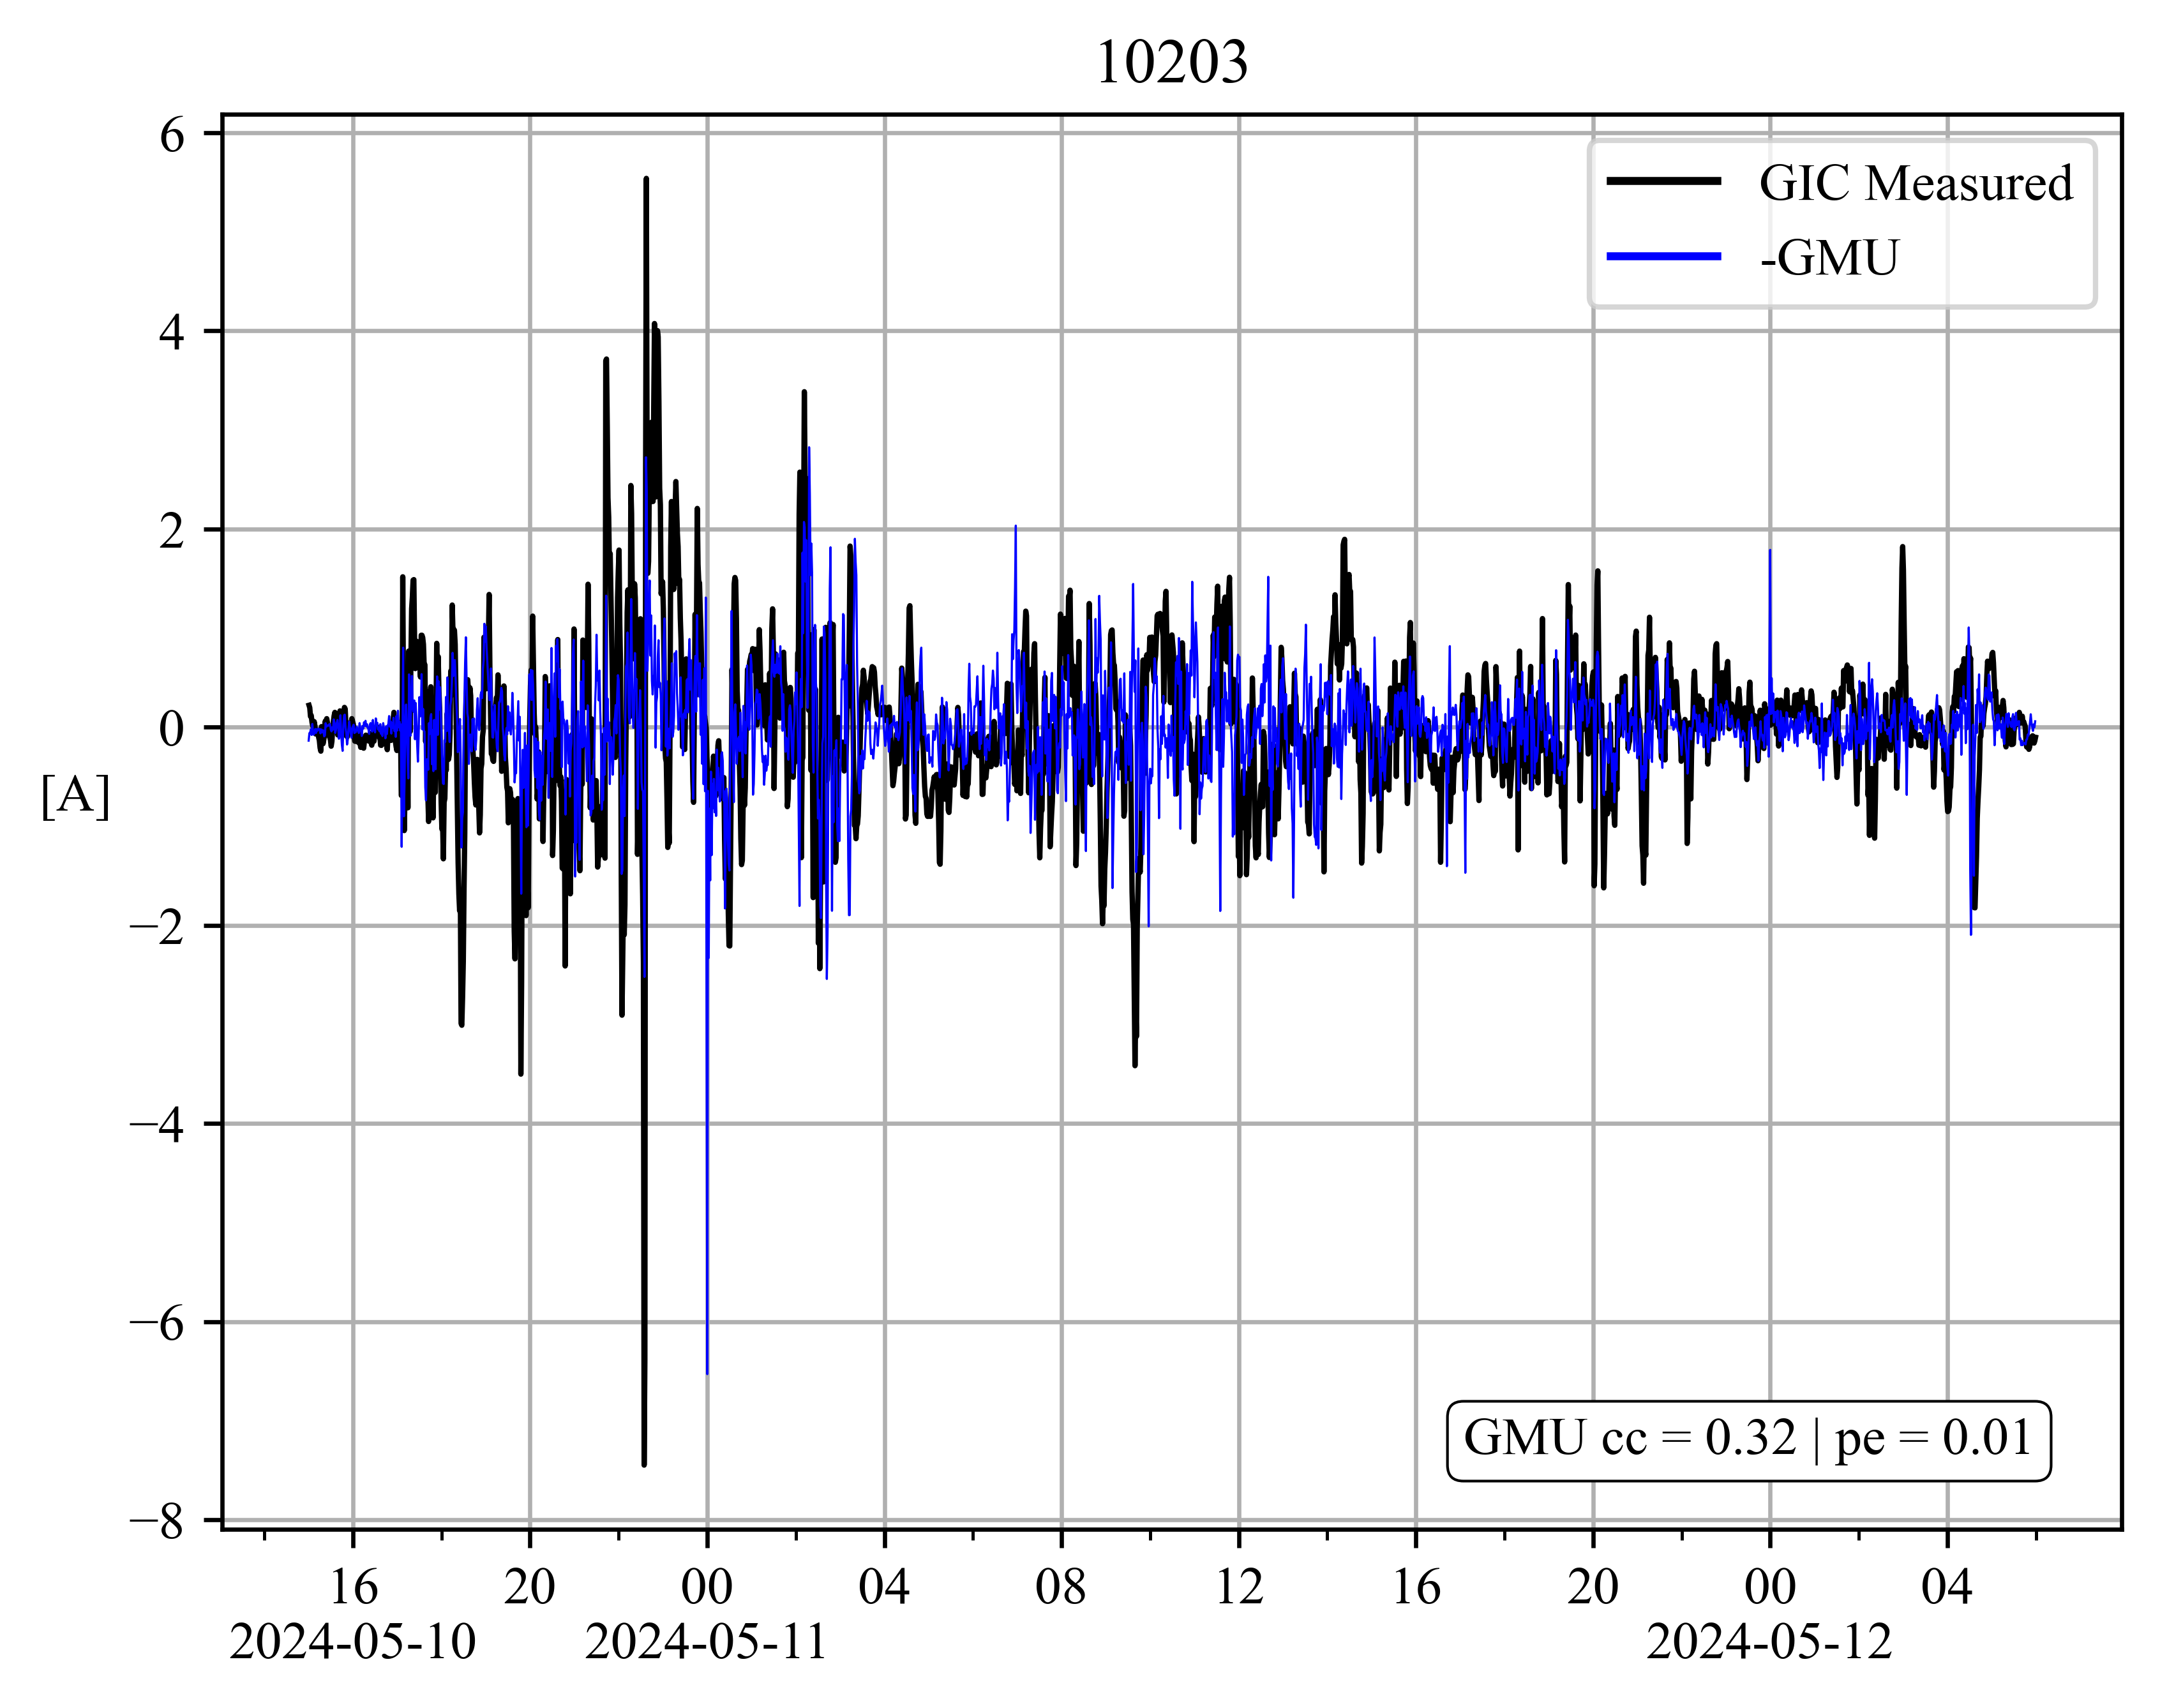 10203
6
4
2
0
−2
−4
−6
−8
[A]
GIC Measured
-GMU
GMU cc = 0.32 | pe = 0.01
16 20 00 04 08 12 16 20 00 04
2024-05-10 2024-05-11 2024-05-12